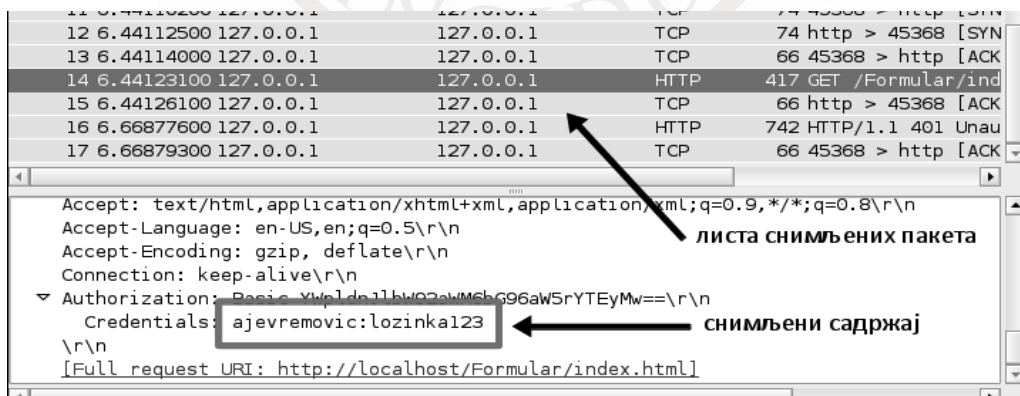 12 6.44112500 127.0.0.1 127.0.0.1 TCP 74 http > 45368 [SYN
13 6.44114000 127.0.0.1 127.0.0.1 TCP 66 45368 > http [ACK
14 6.44123100 127.0.0.1 127.0.0.1 HTTP 417 GET /Formular/ind
15 6.44126100 127.0.0.1 127.0.0.1 TCP 66 http > 45368 [ACK
16 6.66877600 127.0.0.1 127.0.0.1 HTTP 742 HTTP/1.1 401 Unau
17 6.66879300 127.0.0.1 127.0.0.1 TCP 66 45368 > http [ACK
Accept: text/html,application/xhtml+xml,application/xml;q=0.9,*/*;q=0.8\r\n
Accept-Language: en-US,en;q=0.5\r\n
листа снимљених пакета
Accept-Encoding: gzip, deflate\r\n
Connection: keep-alive\r\n
Authorization: Basic
Credentials: ajevremovic:lozinka123
снимљени садржај
\r\n
[Full request URI: http://localhost/Formular/index.html]